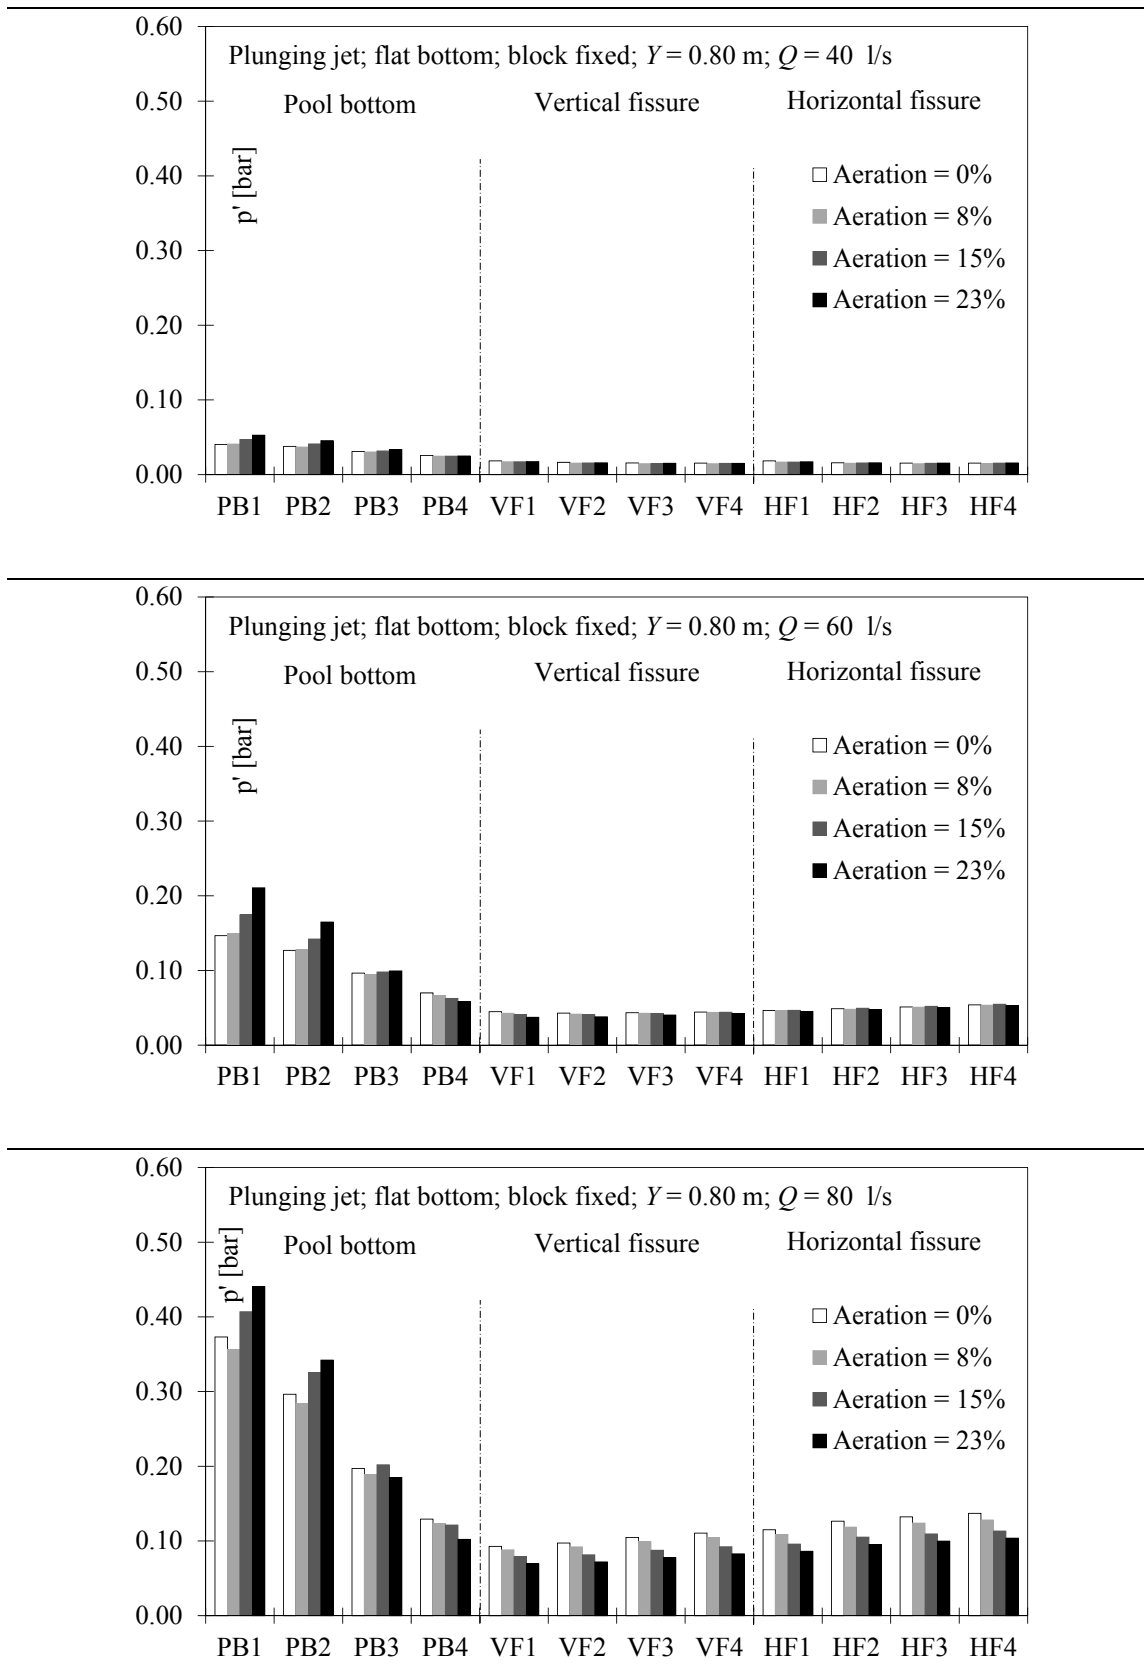 0.60
Plunging jet; flat bottom; block fixed; Y = 0.80 m; Q = 40 l/s
0.50
Pool bottom
Vertical fissure
Horizontal fissure
p' [bar]
0.40
Aeration = 0%
Aeration = 8%
0.30
Aeration = 15%
Aeration = 23%
0.20
0.10
0.00
PB1 PB2 PB3 PB4 VF1 VF2 VF3 VF4 HF1 HF2 HF3 HF4
0.60
Plunging jet; flat bottom; block fixed; Y = 0.80 m; Q = 60 l/s
0.50
Pool bottom
Vertical fissure
Horizontal fissure
p' [bar]
0.40
Aeration = 0%
Aeration = 8%
0.30
Aeration = 15%
Aeration = 23%
0.20
0.10
0.00
PB1 PB2 PB3 PB4 VF1 VF2 VF3 VF4 HF1 HF2 HF3 HF4
0.60
Plunging jet; flat bottom; block fixed; Y = 0.80 m; Q = 80 l/s
0.50
p' [bar]
Pool bottom
Vertical fissure
Horizontal fissure
0.40
Aeration = 0%
Aeration = 8%
0.30
Aeration = 15%
Aeration = 23%
0.20
0.10
0.00
PB1 PB2 PB3 PB4 VF1 VF2 VF3 VF4 HF1 HF2 HF3 HF4